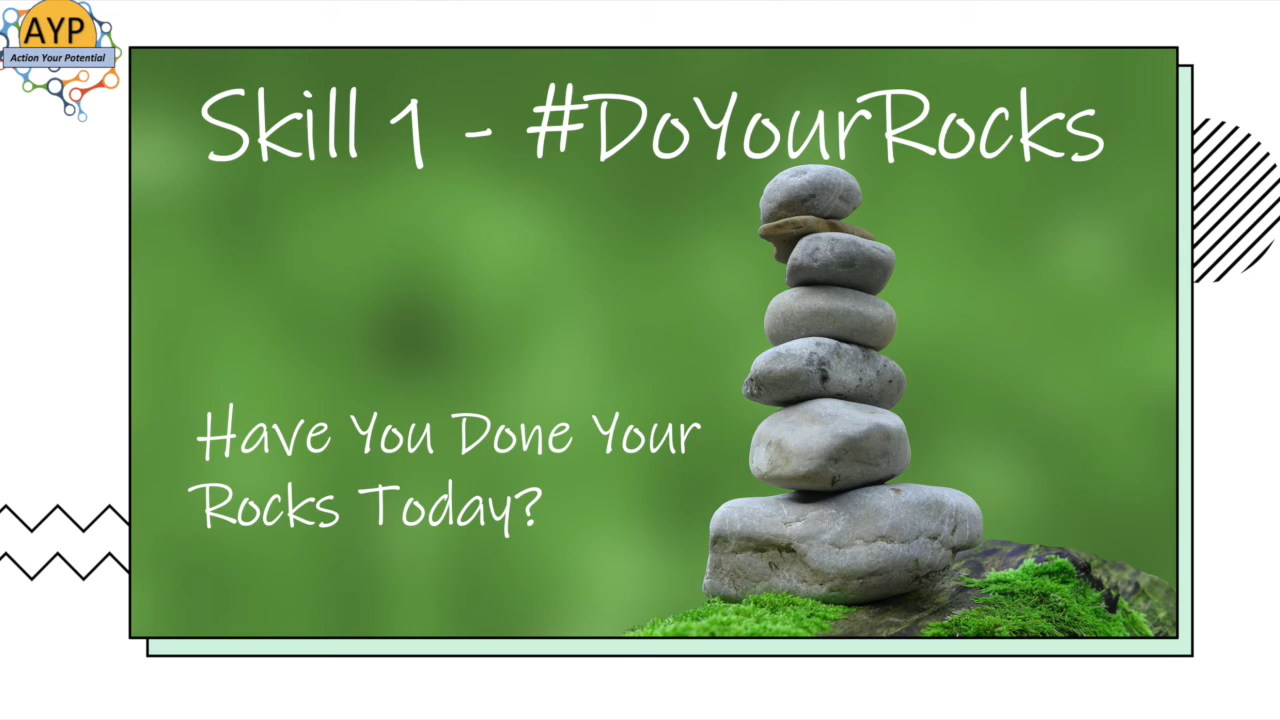 AYP
Action Your Potential
Skill 1 - #DoYourRocks
Have You Done Your
Rocks Today?